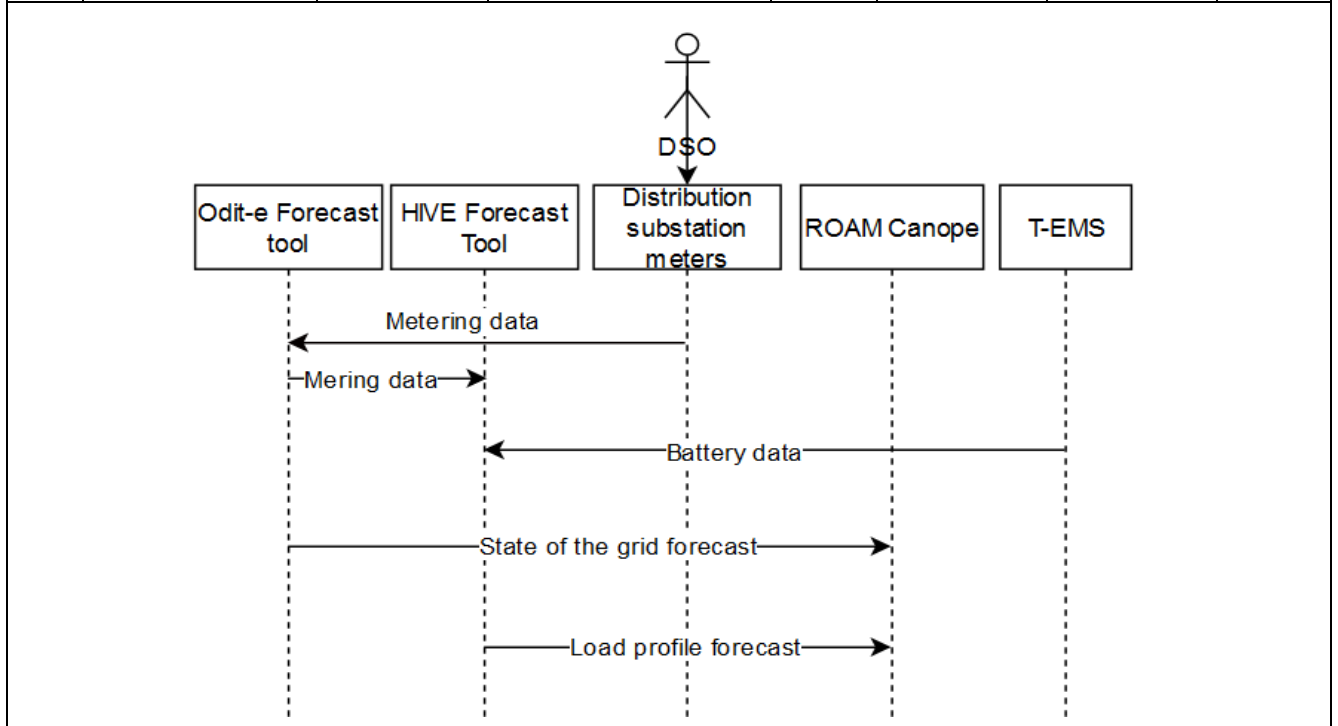 DSO
Odit-e Forecast
tool
HIVE Forecast
Tool
Distribution
substation
meters
ROAM Canope
T-EMS
Metering data
Mering data
Battery data
State of the grid forecast
Load profile forecast